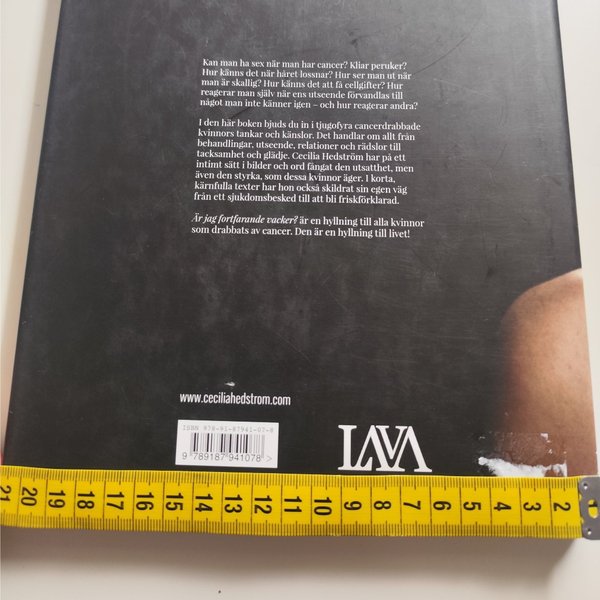 Kan man ha sex när man har cancer? Kliar peruker?
Hur känns det när håret lossnar? Hur ser man ut när
man är skallig? Hur känns det att få cellgifter? Hur
reagerar man själv när ens utseende förvandlas till
något man inte känner igen – och hur reagerar andra?
I den här boken bjuds du in i tjugofyra cancerdrabbade
kvinnors tankar och känslor. Det handlar om allt från
behandlingar, utseende, relationer och rädslor till
tacksamhet och glädje. Cecilia Hedström har på ett
intimt sätt i bilder och ord fångat den utsatthet, men
även den styrka, som dessa kvinnor äger. I korta,
kärnfulla texter har hon också skildrat sin egen väg
från ett sjukdomsbesked till att bli friskförklarad.
Är jag fortfarande vacker? är en hyllning till alla kvinnor
som drabbats av cancer. Den är en hyllning till livet!
www.ceciliahedstrom.com
ISBN 978-91-87941-07-8
9 789187 941078 >
LAVA
21 20 19 18 17 16 15 14 13 12 11 10 9 8 7 6 5 4 3 2